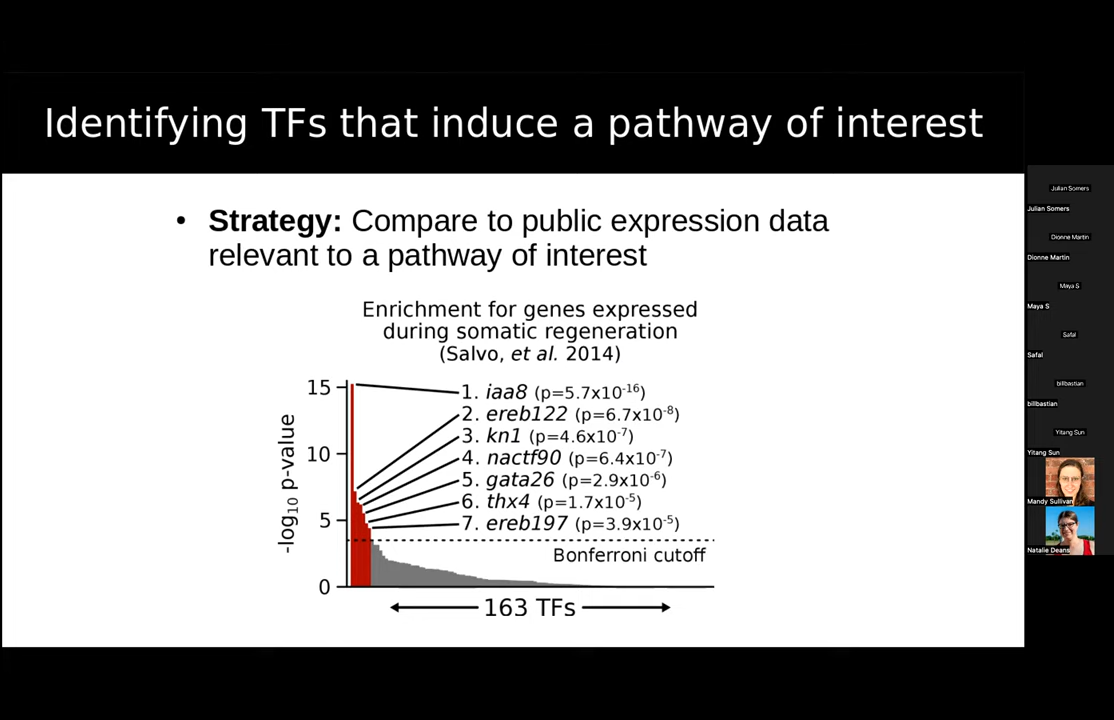 Identifying TFs that induce a pathway of interest
• Strategy: Compare to public expression data
relevant to a pathway of interest
Enrichment for genes expressed
during somatic regeneration
(Salvo, et al. 2014)
-log10 p-value
15
10
5
0
1. iaa8 (p=5.7x10-16)
2. ereb122 (p=6.7x10-8)
3. kn1 (p=4.6x10-7)
4. nactf90 (p=6.4x10-7)
5. gata26 (p=2.9x10-6)
6. thx4 (p=1.7x10-5)
7. ereb197 (p=3.9x10-5)
Bonferroni cutoff
163 TFs
Julian Somers
Julian Somers
Dionne Martin
Dionne Martin
Maya S
Maya S
Safal
Safal
billbastian
billbastian
Yitang Sun
Yitang Sun
Mandy Sullivan
Natalie Deans